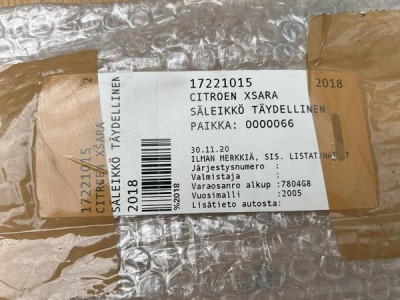 17221015
CITROEN XSARA
SÄLEIKKÖ TÄYDELLINEN
PAIKKA: 0000066
2018
30.11.20
ILMAN MERKKIÄ, SIS. LISTAT
Järjestysnumero :
Valmistaja :
Varaosanro alkup :7804G8
Vuosimalli :2005
Lisätieto autosta:
17221015
CITROEN XSARA
SÄLEIKKÖ TÄYDELLINEN
2018
%2018
2